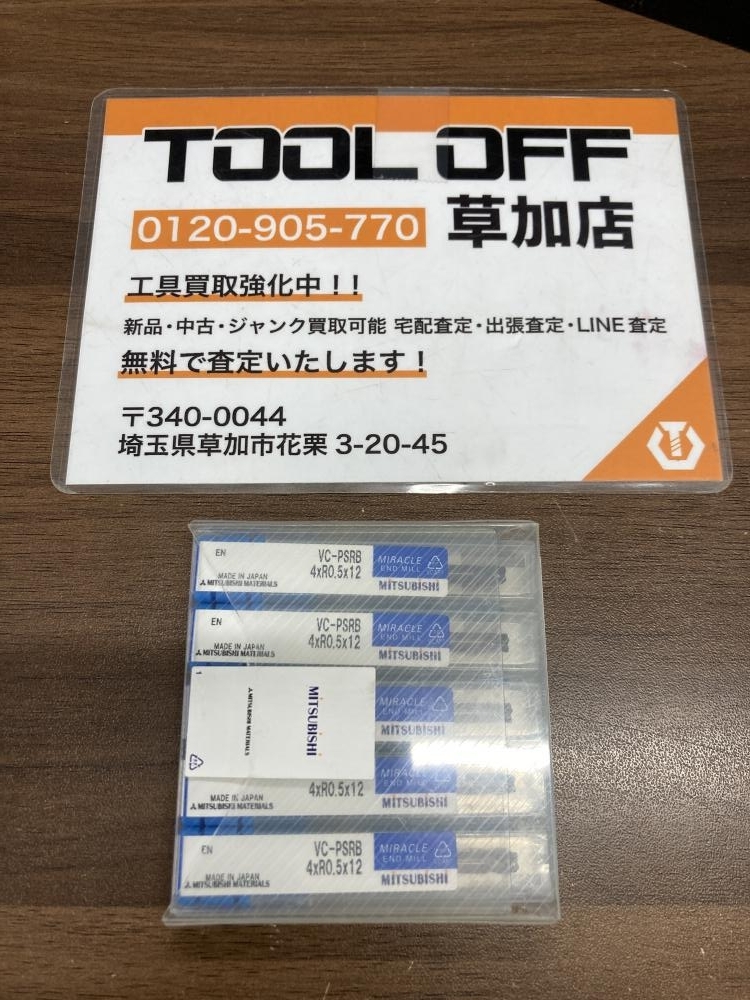 TOOL OFF
0120-905-770 草加店
工具買取強化中!!
新品・中古・ジャンク買取可能 宅配査定・出張査定・LINE査定
無料で査定いたします!
〒340-0044
埼玉県草加市花栗 3-20-45
EN VC-PSRB MIRACLE
4xR0.5x12 END MILL
MADE IN JAPAN
MITSUBISHI MATERIALS MITSUBISHI
EN VC-PSRB MIRACLE
4xR0.5x12 END MILL
MADE IN JAPAN
MITSUBISHI MATERIALS MITSUBISHI
1
MITSUBISHI
MITSUBISHI MATERIALS
MIRACLE
END MILL
MITSUBISHI
MIRACLE
4xR0.5x12 END MILL
MADE IN JAPAN
MITSUBISHI MATERIALS MITSUBISHI
EN VC-PSRB MIRACLE
4xR0.5x12 END MILL
MADE IN JAPAN
MITSUBISHI MATERIALS MITSUBISHI